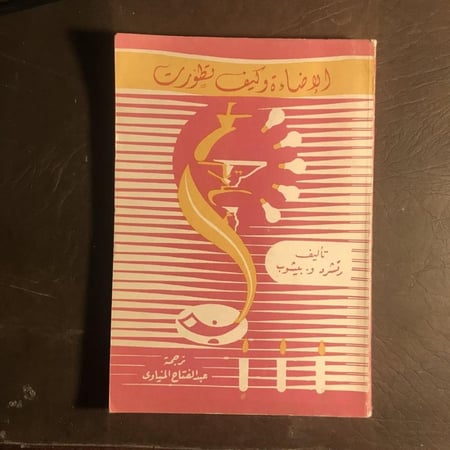 الإضاءة وكيف تطورت
تأليف
رتشرد و. بيشوب
ترجمة
عبد الفتاح المنياوى